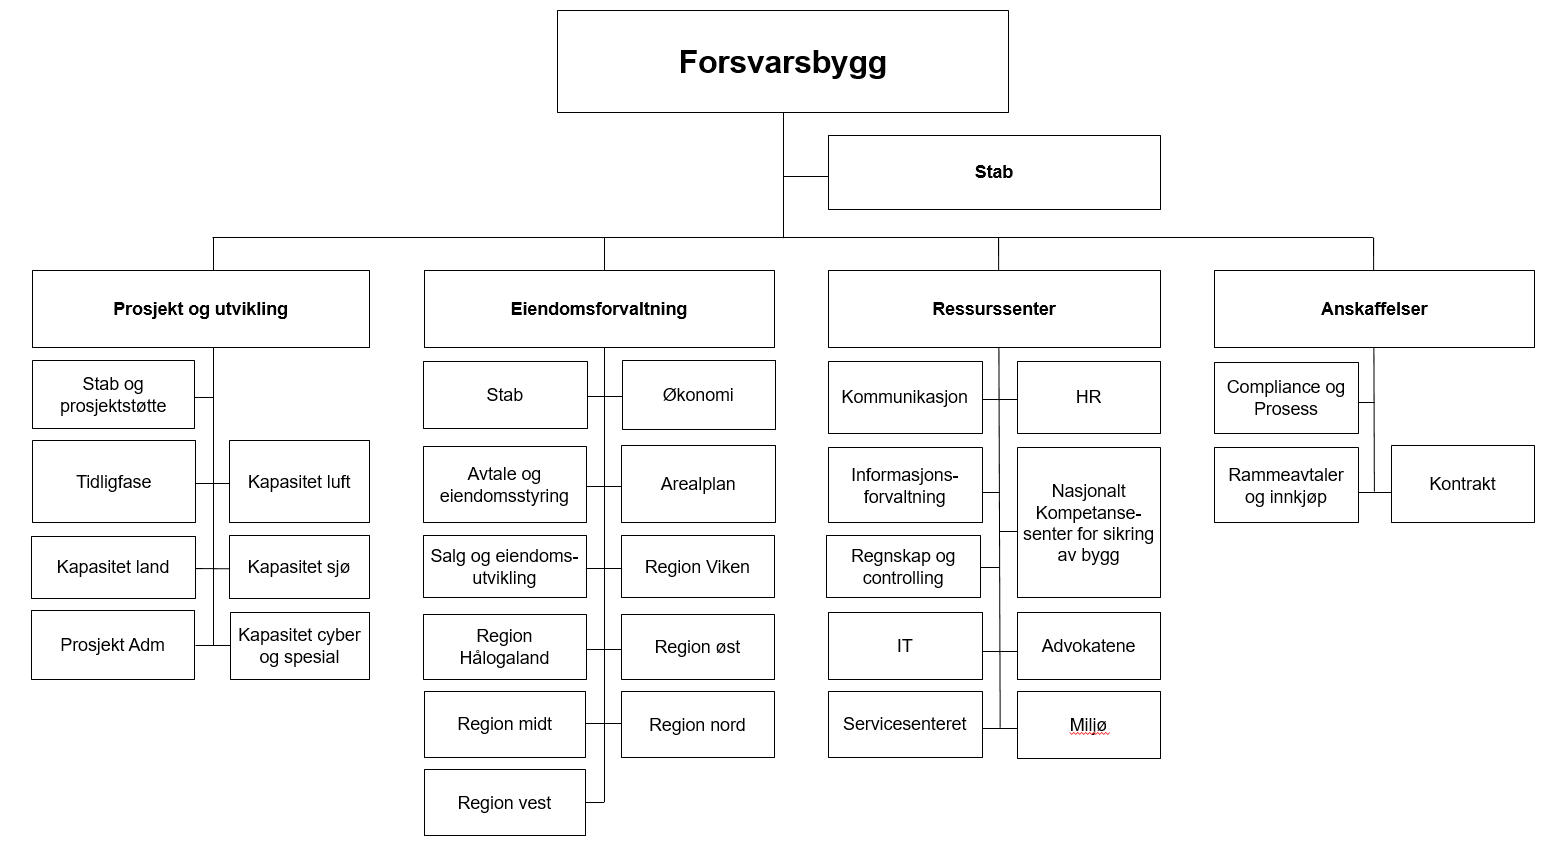 Forsvarsbygg
Stab
Prosjekt og utvikling
Stab og
prosjektstøtte
Tidligfase
Kapasitet luft
Kapasitet land
Kapasitet sjø
Prosjekt Adm
Kapasitet cyber
og spesial
Eiendomsforvaltning
Stab
Økonomi
Avtale og
eiendomsstyring
Arealplan
Salg og eiendoms-
utvikling
Region Viken
Region
Hålogaland
Region øst
Region midt
Region nord
Region vest
Ressurssenter
Kommunikasjon
HR
Informasjons-
forvaltning
Nasjonalt
Kompetanse-
senter for sikring
av bygg
Regnskap og
controlling
IT
Advokatene
Servicesenteret
Miljø
Anskaffelser
Compliance og
Prosess
Rammeavtaler
og innkjøp
Kontrakt